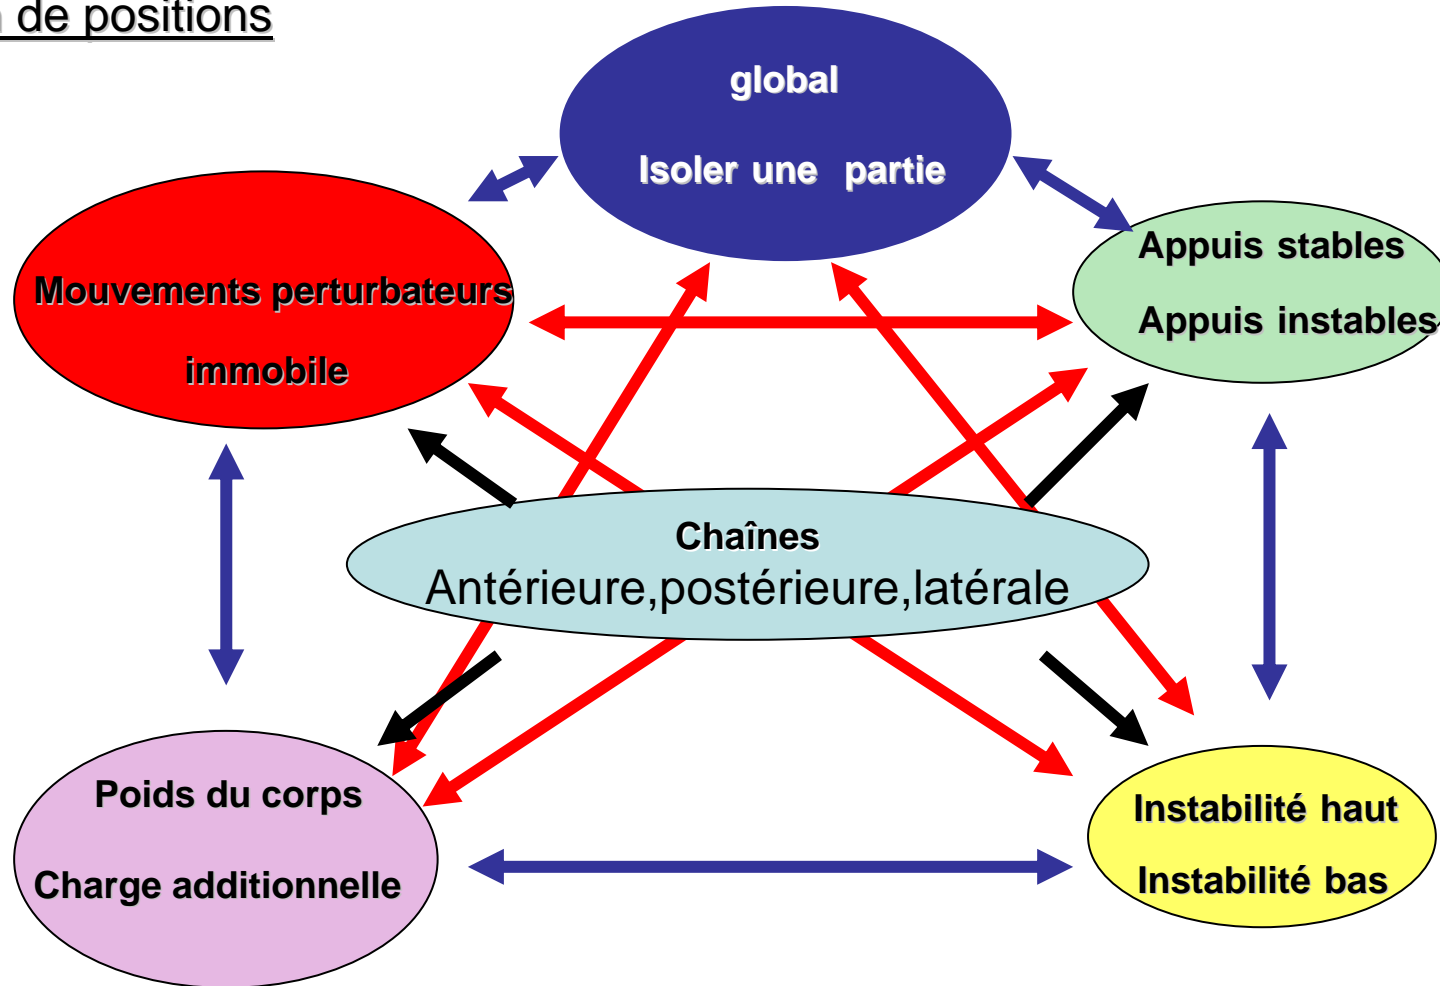 de positions
global
Isoler une partie
Mouvements perturbateurs
immobile
Appuis stables
Appuis instables
Chaînes
Antérieure,postérieure,latérale
Poids du corps
Charge additionnelle
Instabilité haut
Instabilité bas